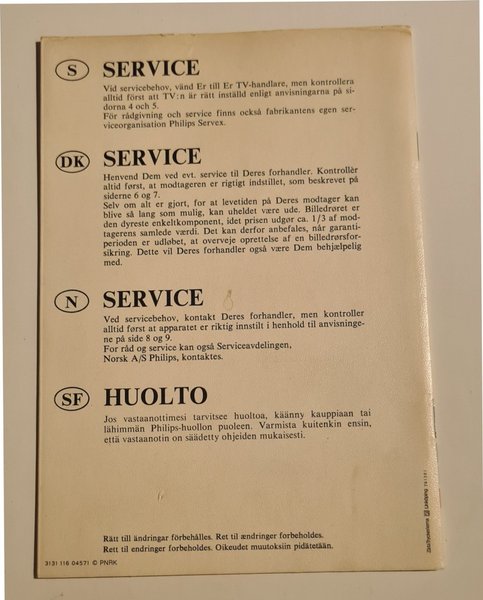 S SERVICE
Vid servicebehov, vänd Er till Er TV-handlare, men kontrollera
alltid först att TV:n är rätt inställd enligt anvisningarna på si-
dorna 4 och 5.
För rådgivning och service finns också fabrikantens egen ser-
viceorganisation Philips Servex.
DK SERVICE
Henvend Dem ved evt. service til Deres forhandler. Kontrollèr
altid først, at modtageren er rigtigt indstillet, som beskrevet på
siderne 6 og 7.
Selv om alt er gjort, for at levetiden på Deres modtager kan
blive så lang som mulig, kan uheldet være ude. Billedrøret er
den dyreste enkeltkomponent, idet prisen udgør ca. 1/3 af mod-
tagerens samlede værdi. Det kan derfor anbefales, når garanti-
perioden er udløbet, at overveje oprettelse af en billedrørsfor-
sikring. Dette vil Deres forhandler også være Dem behjælpelig
med.
N SERVICE
Ved servicebehov, kontakt Deres forhandler, men kontroller
alltid først at apparatet er riktig innstilt i henhold til anvisninge-
ne på side 8 og 9.
For råd og service kan også Serviceavdelingen,
Norsk A/S Philips, kontaktes.
SF HUOLTO
Jos vastaanottimesi tarvitsee huoltoa, käänny kauppiaan tai
lähimmän Philips-huollon puoleen. Varmista kuitenkin ensin,
että vastaanotin on säädetty ohjeiden mukaisesti.
Rätt till ändringar förbehålles. Ret til ændringer forbeholdes.
Rett til endringer forbeholdes. Oikeudet muutoksiin pidätetään.
3131 116 04571 © PNRK